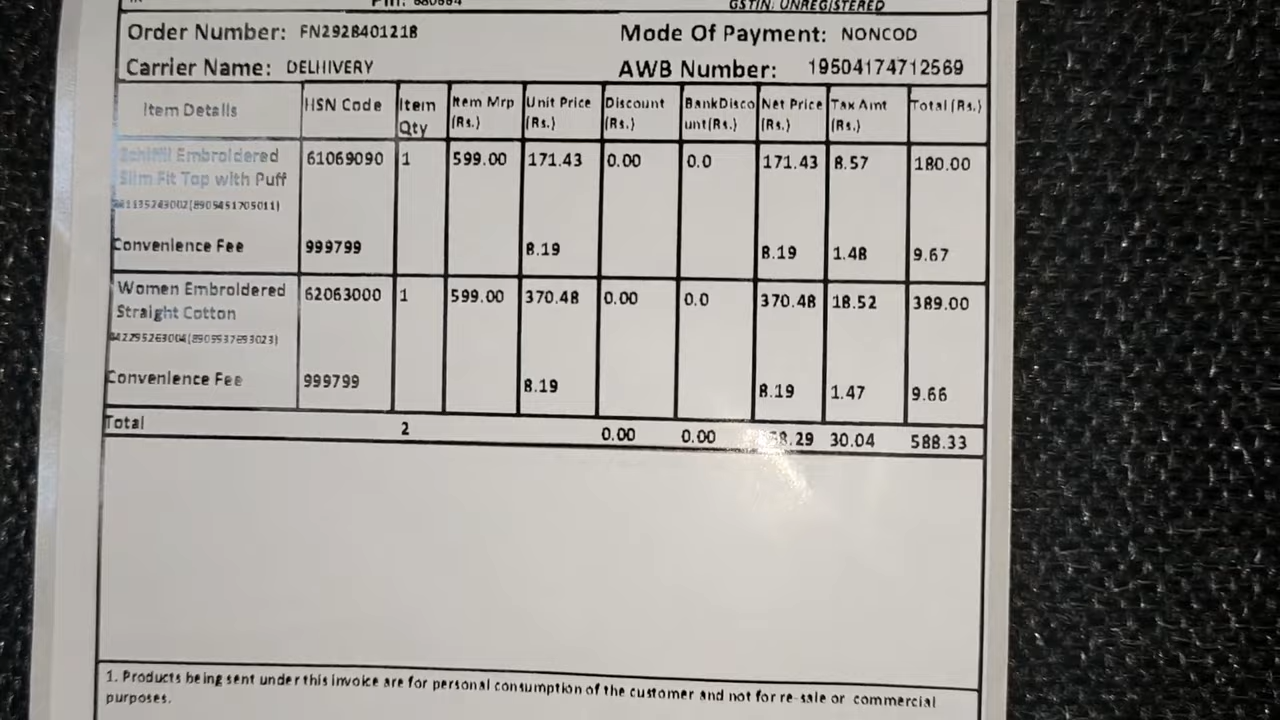 GSTIN: UNREGISTERED
Order Number: FN2928401218 Mode Of Payment: NONCOD
Carrier Name: DELHIVERY AWB Number: 19504174712569
Item Details HSN Code Item Qty Item Mrp (Rs.) Unit Price (Rs.) Discount (Rs.) BankDiscount(Rs.) Net Price (Rs.) Tax Amt (Rs.) Total (Rs.)
Schiffli Embroidered 61069090 1 599.00 171.43 0.00 0.0 171.43 8.57 180.00
Slim Fit Top with Puff
Convenience Fee 999799 8.19 8.19 1.48 9.67
Women Embroidered 62063000 1 599.00 370.48 0.00 0.0 370.48 18.52 389.00
Straight Cotton
Convenience Fee 999799 8.19 8.19 1.47 9.66
Total 2 0.00 0.00 30.04 588.33
1. Products being sent under this invoice are for personal consumption of the customer and not for re-sale or commercial
purposes.